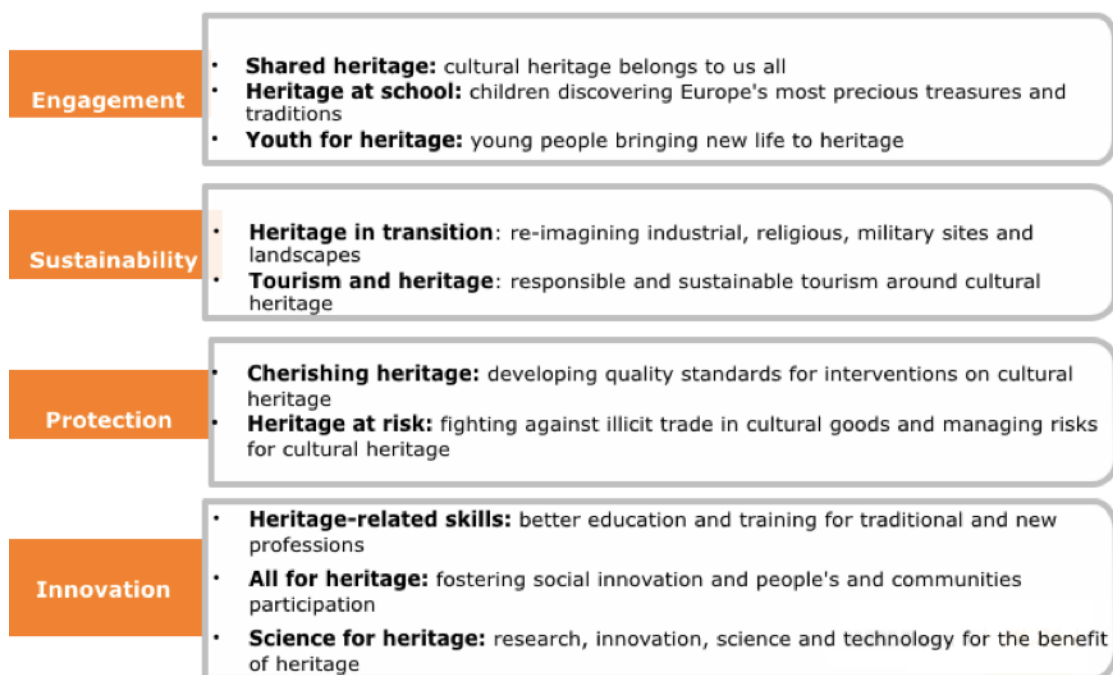 Engagement
• Shared heritage: cultural heritage belongs to us all
• Heritage at school: children discovering Europe's most precious treasures and
traditions
• Youth for heritage: young people bringing new life to heritage
Sustainability
• Heritage in transition: re-imagining industrial, religious, military sites and
landscapes
• Tourism and heritage: responsible and sustainable tourism around cultural
heritage
Protection
• Cherishing heritage: developing quality standards for interventions on cultural
heritage
• Heritage at risk: fighting against illicit trade in cultural goods and managing risks
for cultural heritage
Innovation
• Heritage-related skills: better education and training for traditional and new
professions
• All for heritage: fostering social innovation and people's and communities
participation
• Science for heritage: research, innovation, science and technology for the benefit
of heritage